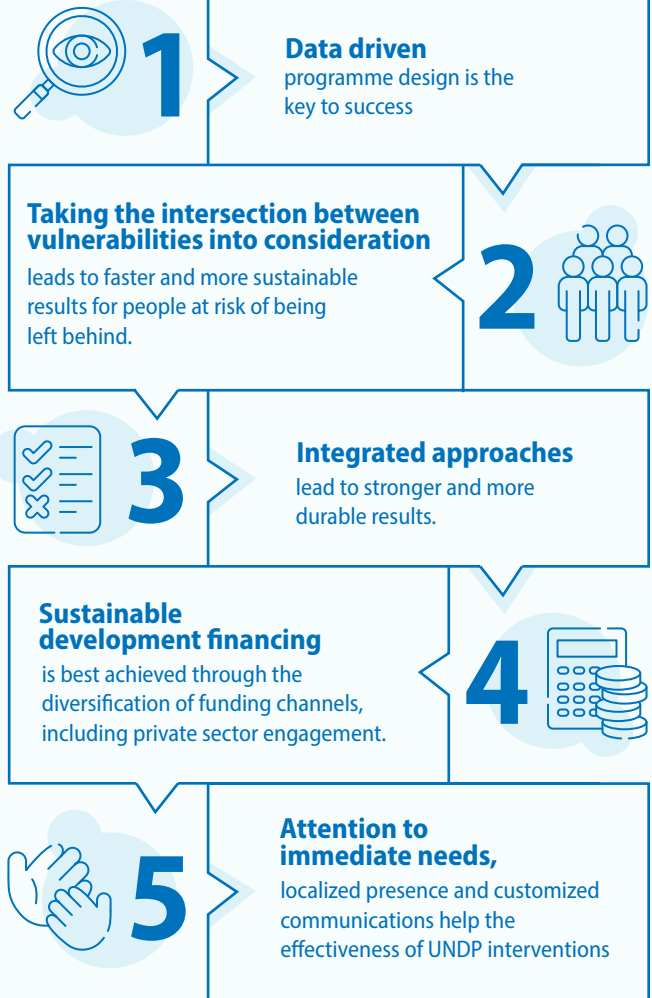 1
Data driven
programme design is the
key to success
Taking the intersection between
vulnerabilities into consideration
leads to faster and more sustainable
results for people at risk of being
left behind.
2
3
Integrated approaches
lead to stronger and more
durable results.
Sustainable
development financing
is best achieved through the
diversification of funding channels,
including private sector engagement.
4
5
Attention to
immediate needs,
localized presence and customized
communications help the
effectiveness of UNDP interventions